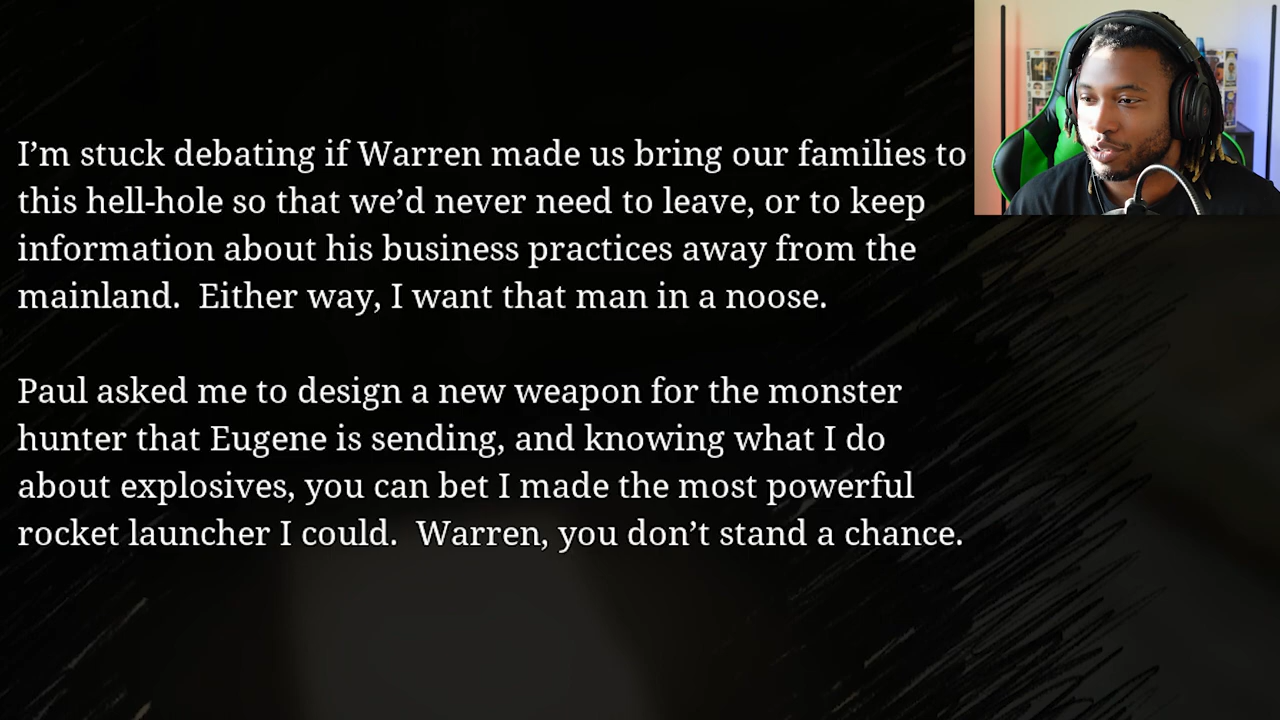 I’m stuck debating if Warren made us bring our families to
this hell-hole so that we’d never need to leave, or to keep
information about his business practices away from the
mainland.  Either way, I want that man in a noose.
Paul asked me to design a new weapon for the monster
hunter that Eugene is sending, and knowing what I do
about explosives, you can bet I made the most powerful
rocket launcher I could.  Warren, you don’t stand a chance.